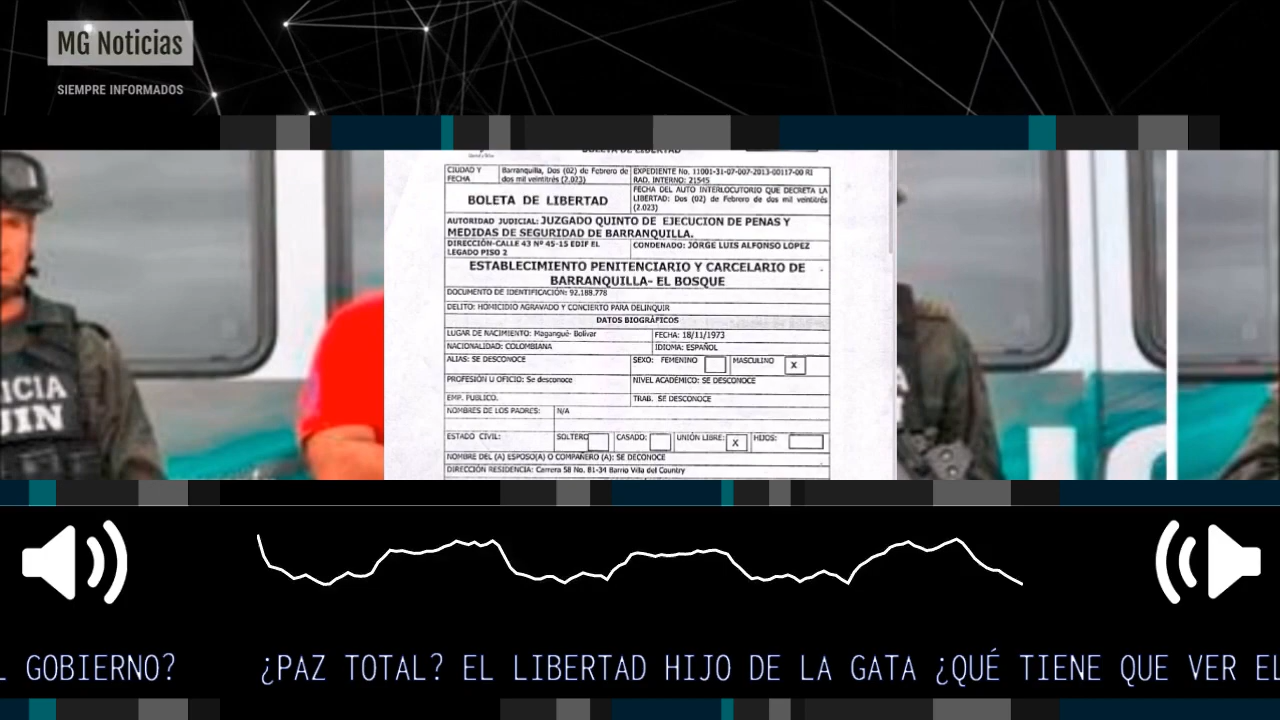 MG Noticias
SIEMPRE INFORMADOS
BOLETA DE LIBERTAD
CIUDAD Y FECHA
Barranquilla, Dos (02) de Febrero de dos mil veintitrés (2.023)
EXPEDIENTE No. 11001-31-07-007-2013-00117-00 RI
RAD. INTERNO: 21545
BOLETA DE LIBERTAD
FECHA DEL AUTO INTERLOCUTORIO QUE DECRETA LA
LIBERTAD: Dos (02) de Febrero de dos mil veintitrés
(2.023)
AUTORIDAD JUDICIAL: JUZGADO QUINTO DE EJECUCION DE PENAS Y
MEDIDAS DE SEGURIDAD DE BARRANQUILLA.
DIRECCIÓN-CALLE 43 Nº 45-15 EDIF EL
LEGADO PISO 2
CONDENADO: JORGE LUIS ALFONSO LOPEZ
ESTABLECIMIENTO PENITENCIARIO Y CARCELARIO DE
BARRANQUILLA- EL BOSQUE
DOCUMENTO DE IDENTIFICACIÓN: 92.188.778
DELITO: HOMICIDIO AGRAVADO Y CONCIERTO PARA DELINQUIR
DATOS BIOGRÁFICOS
LUGAR DE NACIMIENTO: Magangué- Bolívar
FECHA: 18/11/1973
NACIONALIDAD: COLOMBIANA
IDIOMA: ESPAÑOL
ALIAS: SE DESCONOCE
SEXO: FEMENINO MASCULINO X
PROFESIÓN U OFICIO: Se desconoce
NIVEL ACADÉMICO: SE DESCONOCE
EMP. PUBLICO.
TRAB. SE DESCONOCE
NOMBRES DE LOS PADRES: N/A
ESTADO CIVIL: SOLTERO CASADO: UNIÓN LIBRE: X HIJOS:
NOMBRE DEL (A) ESPOSO(A) O COMPAÑERO (A): SE DECONOCE
DIRECCIÓN RESIDENCIA: Carrera 58 No. 81-34 Barrio Villa del Country
ICIA
IJIN
A
L GOBIERNO? ¿PAZ TOTAL? EL LIBERTAD HIJO DE LA GATA ¿QUÉ TIENE QUE VER EL